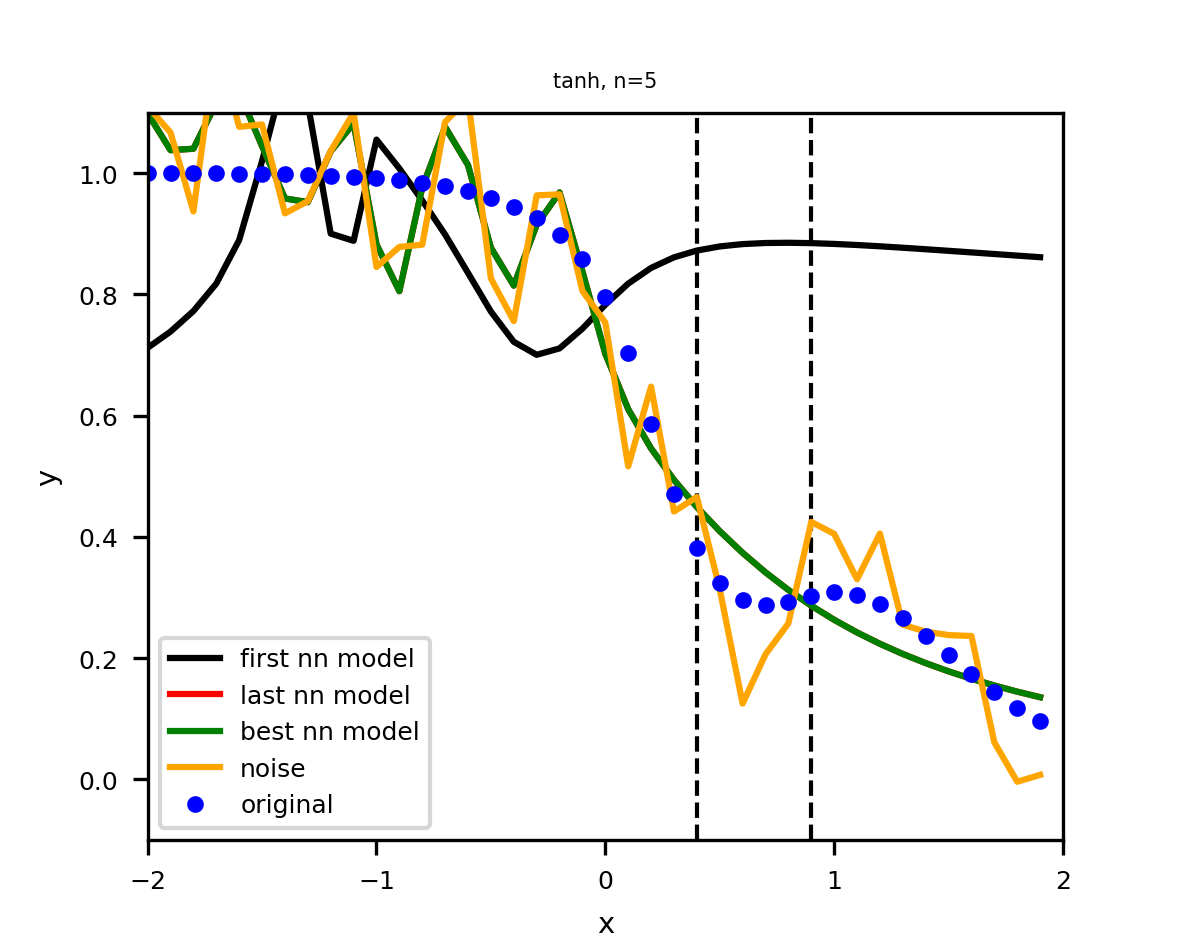 tanh, n=5
1.0
0.8
0.6
0.4
0.2
0.0
y
first nn model
last nn model
best nn model
noise
original
−2 −1 0 1 2
x